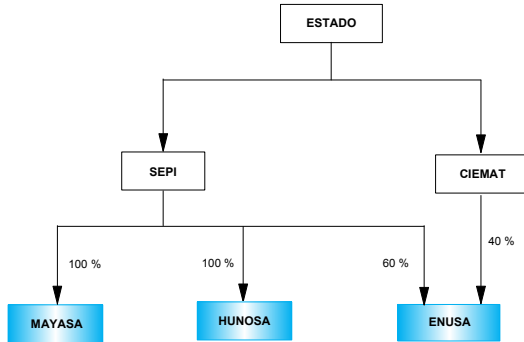 ESTADO
SEPI
CIEMAT
40 %
100 %
100 %
60 %
MAYASA
HUNOSA
ENUSA